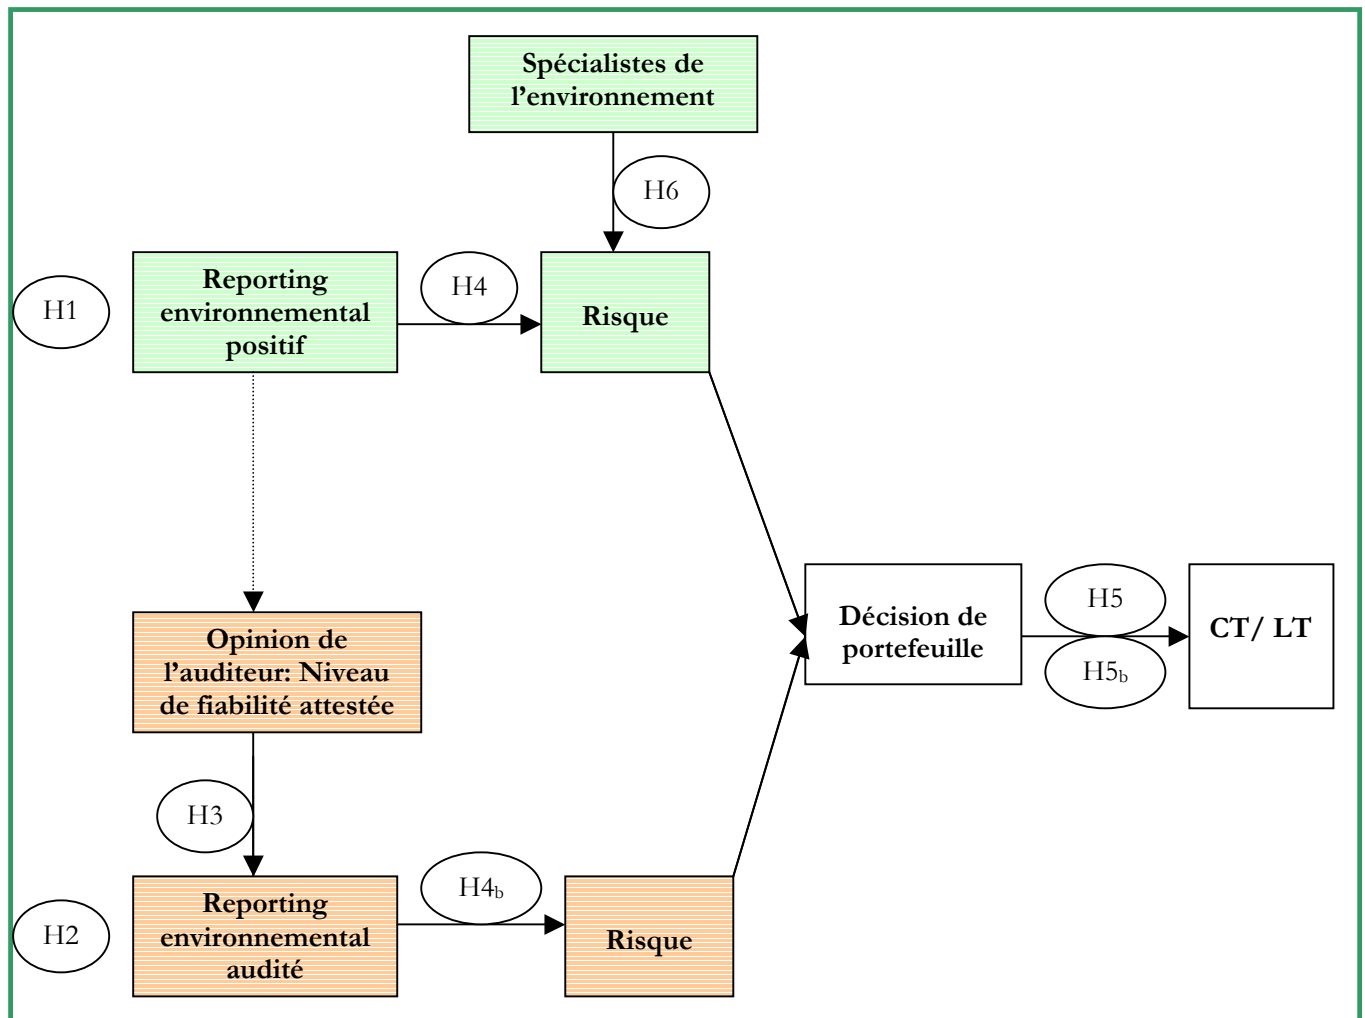 Spécialistes de
l’environnement
H6
H1
Reporting
environnemental
positif
H4
Risque
Opinion de
l’auditeur: Niveau
de fiabilité attestée
Décision de
portefeuille
H5
H5b
CT/ LT
H3
H2
Reporting
environnemental
audité
H4b
Risque